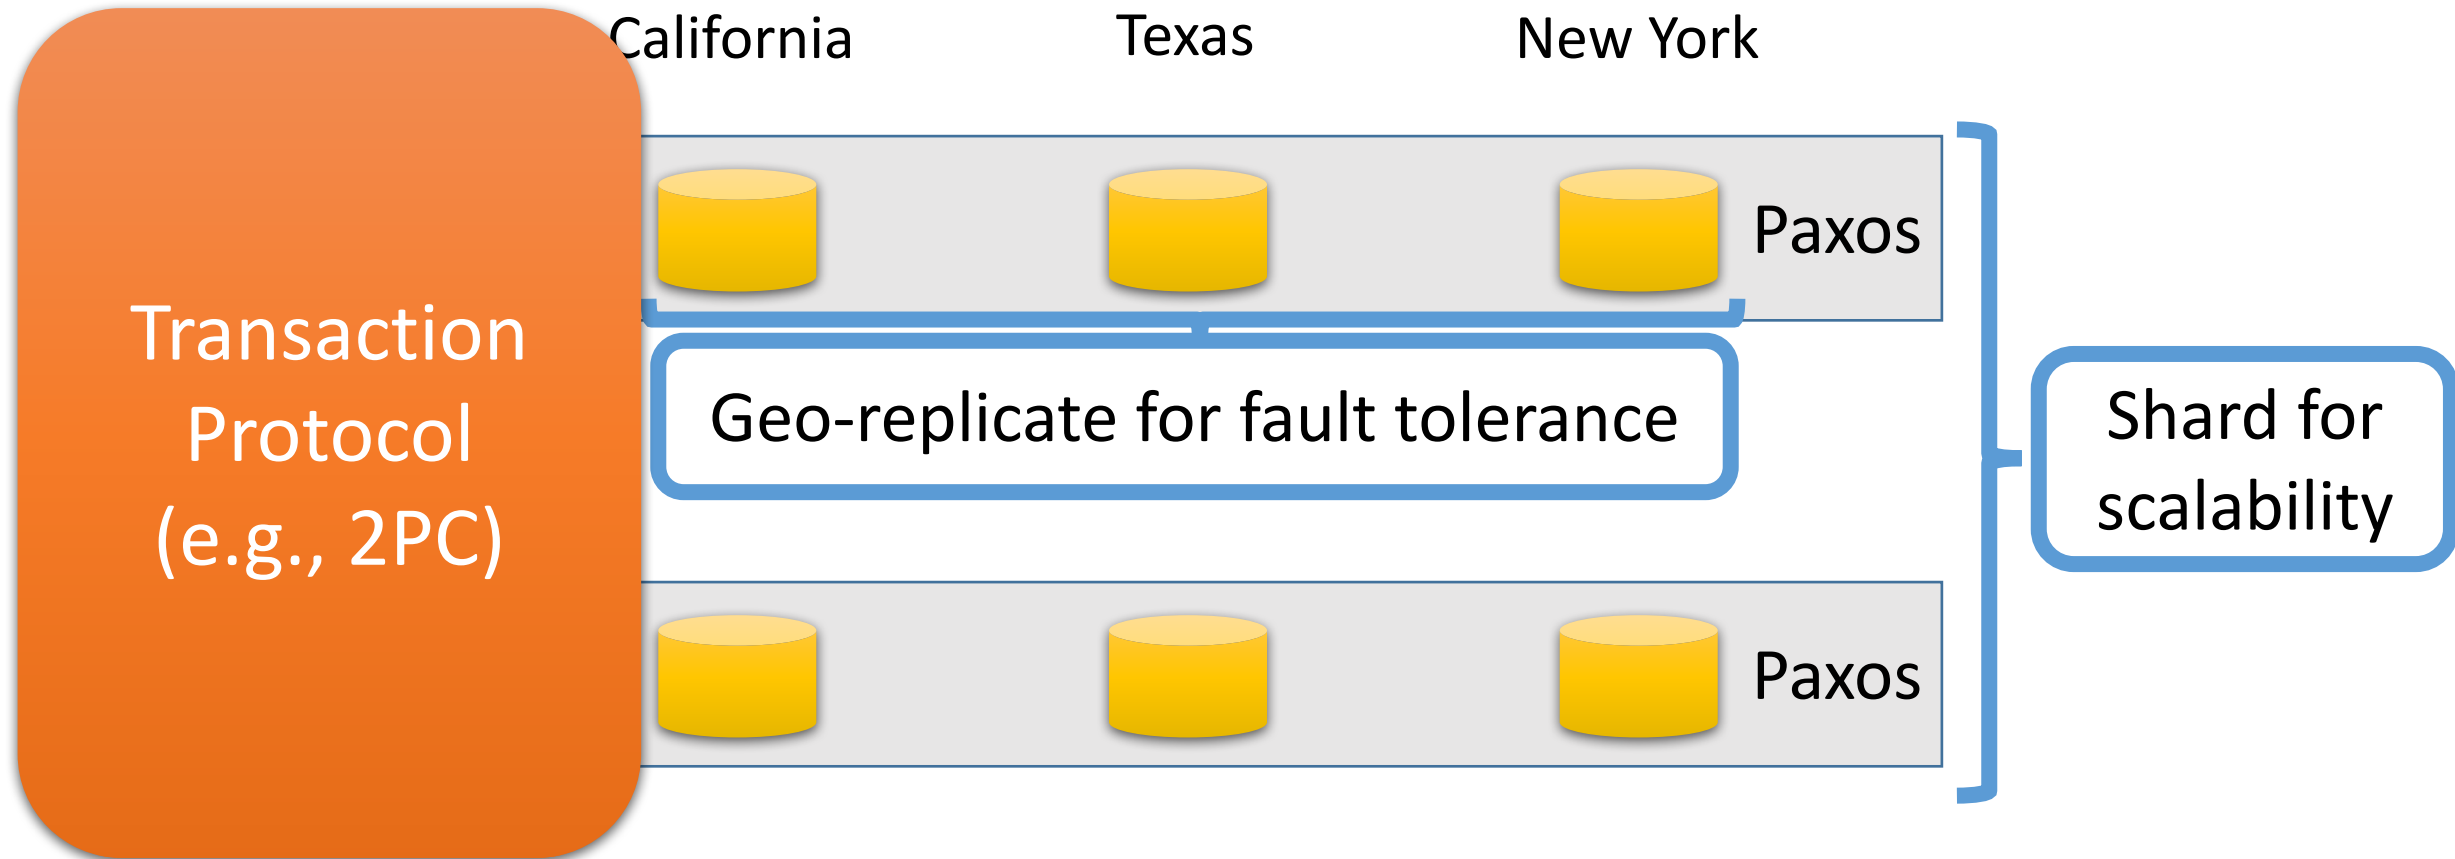 California
Texas
New York
Paxos
Transaction
Protocol
(e.g., 2PC)
Geo-replicate for fault tolerance
Shard for
scalability
Paxos